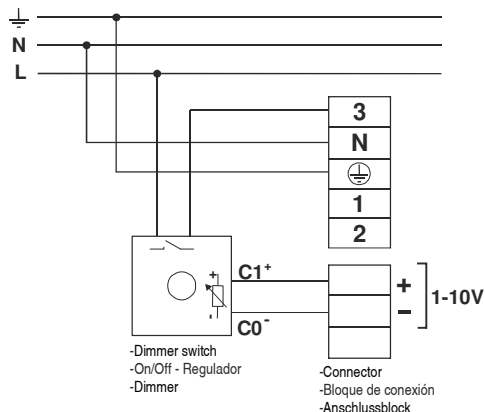 N
L
3
N
1
2
C1+
C0-
+
-
+
−
1-10V
-Dimmer switch
-On/Off - Regulador
-Dimmer
-Connector
-Bloque de conexión
-Anschlussblock